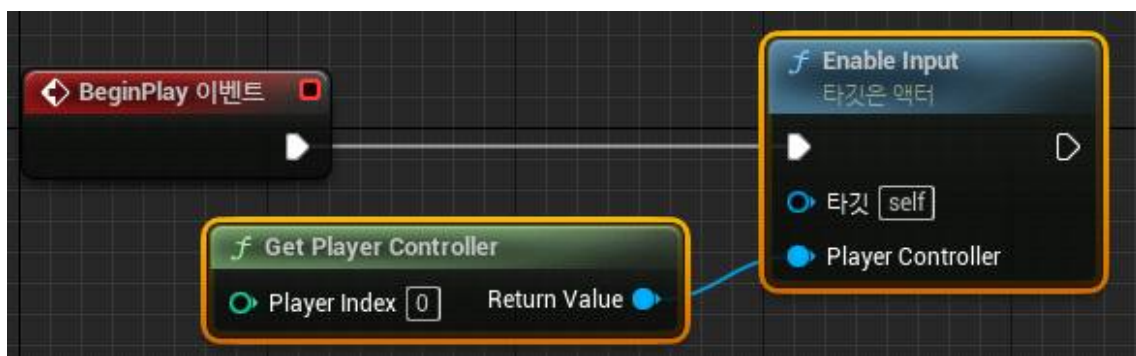 BeginPlay 이벤트
f Enable Input
타깃은 액터
타깃 self
Player Controller
f Get Player Controller
Player Index 0 Return Value